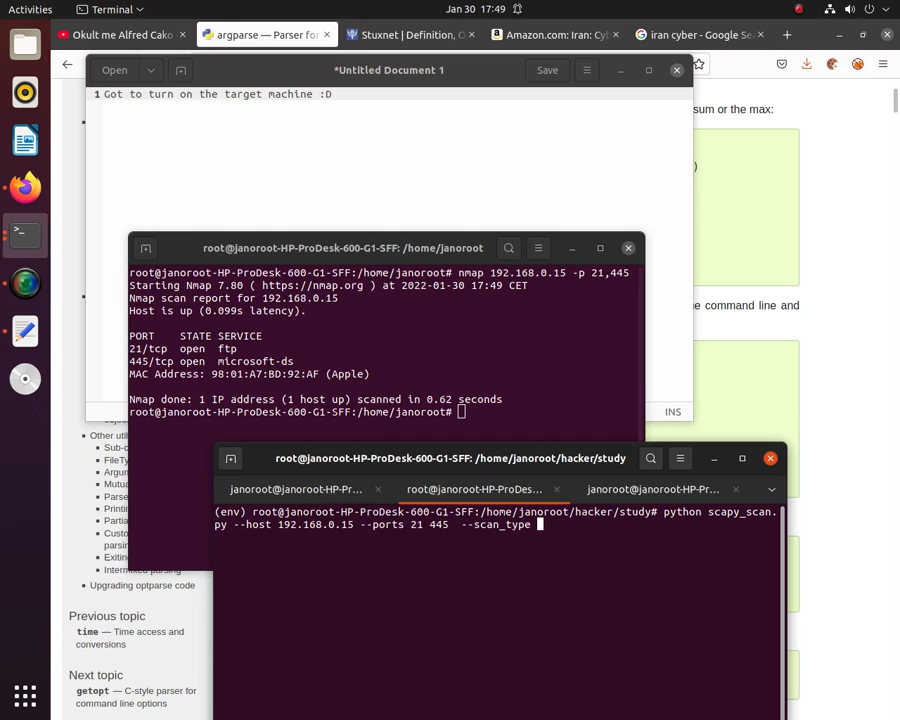 Activities
Terminal
Jan 30 17:49
Okult me Alfred Cako
argparse — Parser for
Stuxnet | Definition, O
Amazon.com: Iran: Cyb
iran cyber - Google Se
Open
*Untitled Document 1
Save
1 Got to turn on the target machine :D
sum or the max:
)
e command line and
root@janoroot-HP-ProDesk-600-G1-SFF: /home/janoroot
root@janoroot-HP-ProDesk-600-G1-SFF:/home/janoroot# nmap 192.168.0.15 -p 21,445
Starting Nmap 7.80 ( https://nmap.org ) at 2022-01-30 17:49 CET
Nmap scan report for 192.168.0.15
Host is up (0.099s latency).
PORT STATE SERVICE
21/tcp open ftp
445/tcp open microsoft-ds
MAC Address: 98:01:A7:BD:92:AF (Apple)
Nmap done: 1 IP address (1 host up) scanned in 0.62 seconds
root@janoroot-HP-ProDesk-600-G1-SFF:/home/janoroot#
INS
Other uti
Sub-c
FileTy
Argun
Mutua
Parse
Printin
Partia
Custo
parsin
Exitin
Intermixed parsing
Upgrading optparse code
Previous topic
time — Time access and
conversions
Next topic
getopt — C-style parser for
command line options
root@janoroot-HP-ProDesk-600-G1-SFF: /home/janoroot/hacker/study
janoroot@janoroot-HP-Pr...
root@janoroot-HP-ProDes...
janoroot@janoroot-HP-Pr...
(env) root@janoroot-HP-ProDesk-600-G1-SFF:/home/janoroot/hacker/study# python scapy_scan.
py --host 192.168.0.15 --ports 21 445  --scan_type